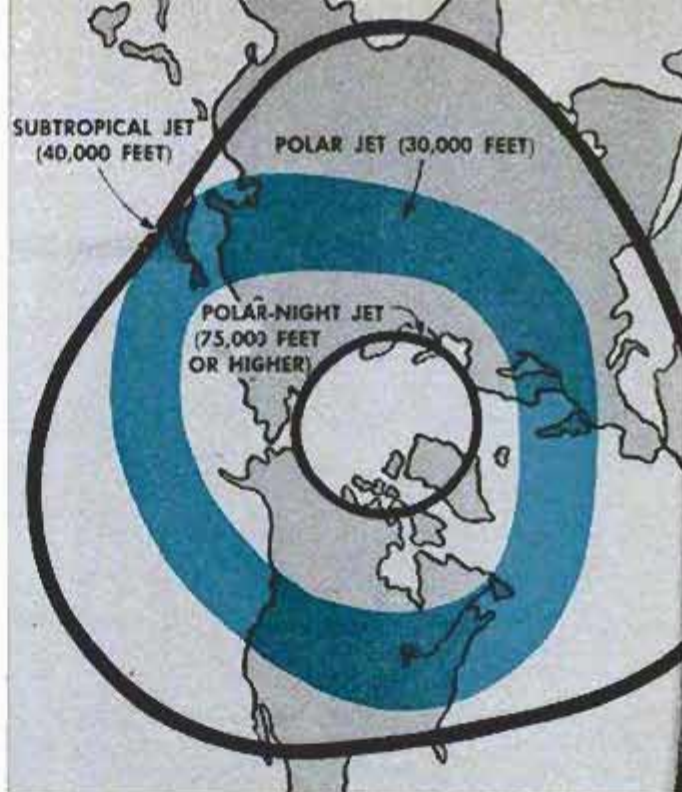 SUBTROPICAL JET
(40,000 FEET)
POLAR JET (30,000 FEET)
POLAR-NIGHT JET
(75,000 FEET
OR HIGHER)